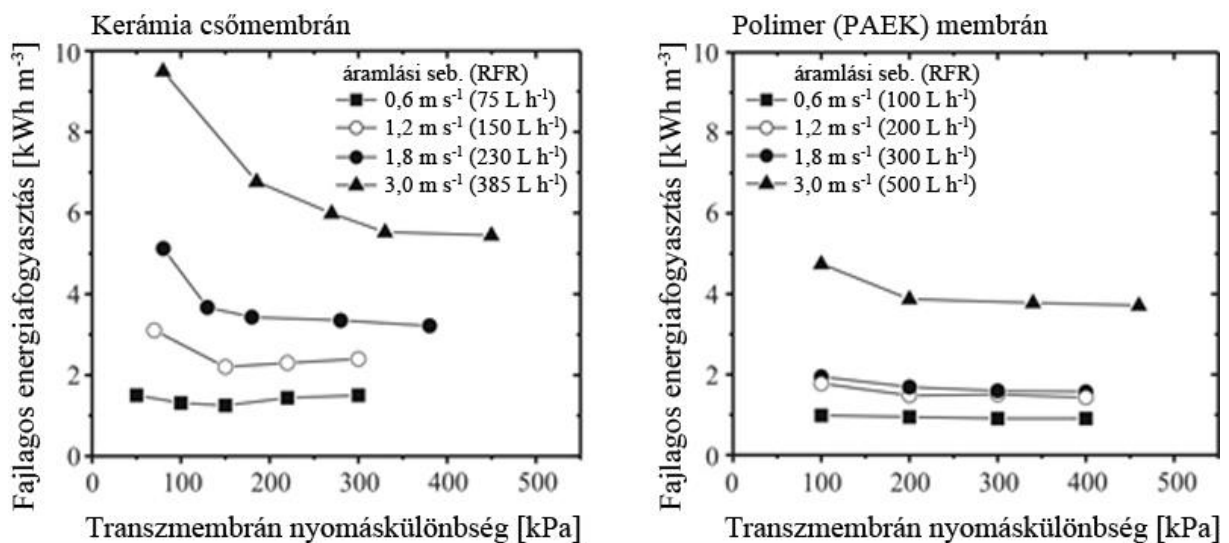 Kerámia csőmembrán
Fajlagos energiafogyasztás [kWh m⁻³]
10
8
6
4
2
0
áramlási seb. (RFR)
0,6 m s⁻¹ (75 L h⁻¹)
1,2 m s⁻¹ (150 L h⁻¹)
1,8 m s⁻¹ (230 L h⁻¹)
3,0 m s⁻¹ (385 L h⁻¹)
0 100 200 300 400 500
Transzmembrán nyomáskülönbség [kPa]
Polimer (PAEK) membrán
Fajlagos energiafogyasztás [kWh m⁻³]
10
8
6
4
2
0
áramlási seb. (RFR)
0,6 m s⁻¹ (100 L h⁻¹)
1,2 m s⁻¹ (200 L h⁻¹)
1,8 m s⁻¹ (300 L h⁻¹)
3,0 m s⁻¹ (500 L h⁻¹)
0 100 200 300 400 500
Transzmembrán nyomáskülönbség [kPa]